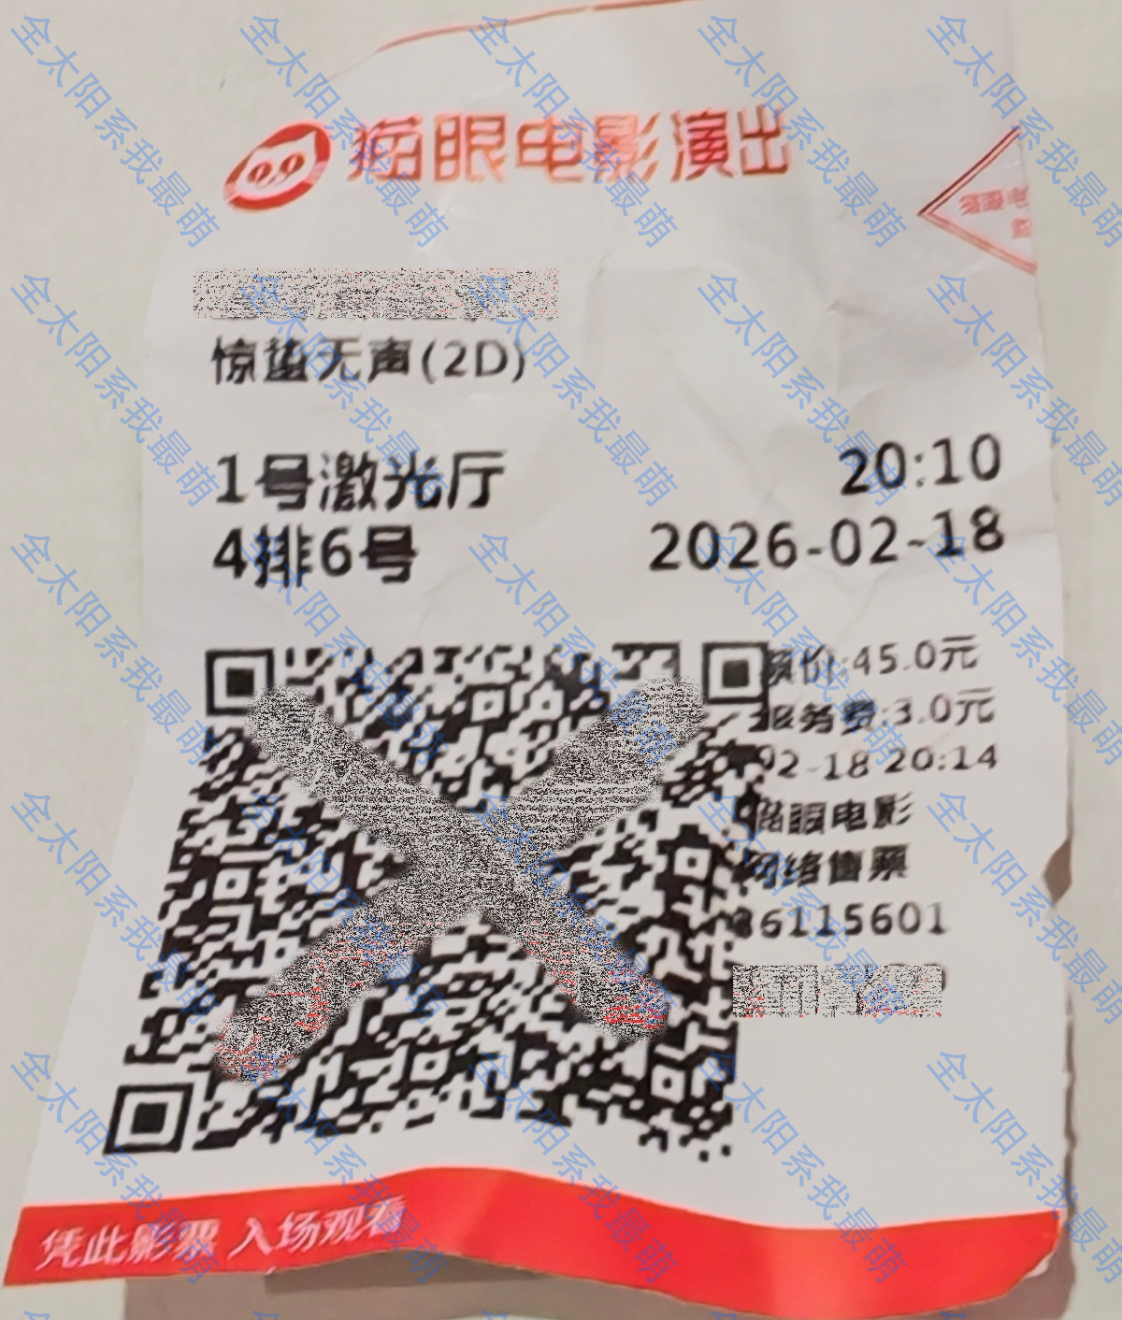 猫眼电影演出
惊蛰无声(2D)
1号激光厅
20:10
4排6号
2026-02-18
价:45.0元
服务费:3.0元
02-18 20:14
猫眼电影
网络售票
36115601
凭此影票 入场观看
全太阳系我最萌